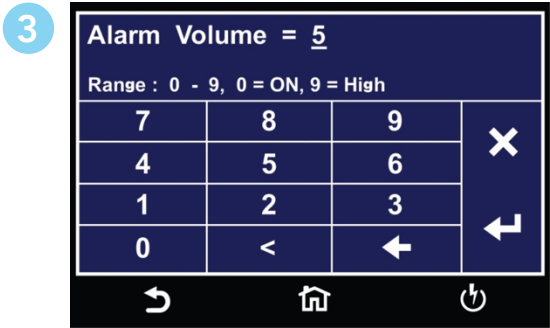 3
Alarm Volume = 5
Range : 0 - 9, 0 = ON, 9 = High
7 8 9
4 5 6
1 2 3
0 <